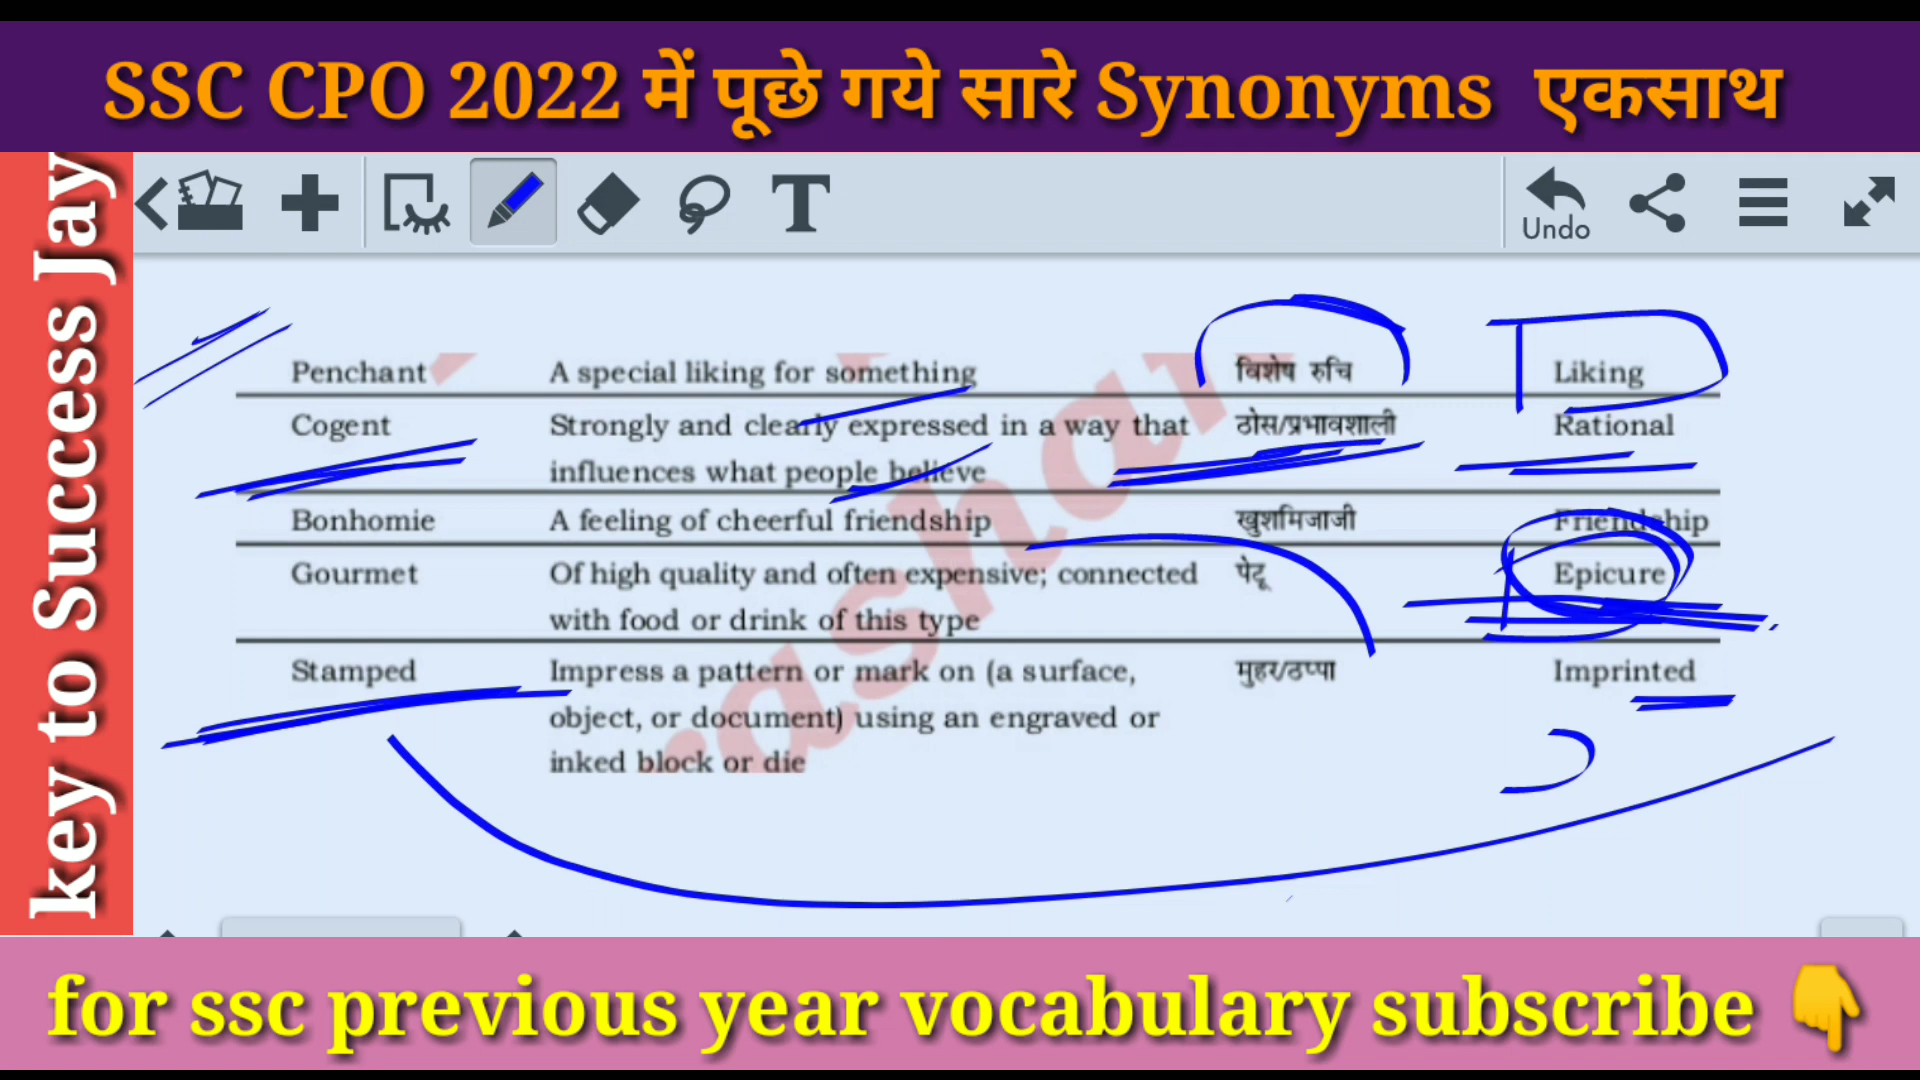 SSC CPO 2022 में पूछे गये सारे Synonyms एकसाथ
key to Success Jay
T
Undo
Penchant A special liking for something विशेष रुचि Liking
Cogent Strongly and clearly expressed in a way that ठोस/प्रभावशाली Rational
influences what people believe
Bonhomie A feeling of cheerful friendship खुशमिजाजी Friendship
Gourmet Of high quality and often expensive; connected पेटू Epicure
with food or drink of this type
Stamped Impress a pattern or mark on (a surface, मुहर/ठप्पा Imprinted
object, or document) using an engraved or
inked block or die
for ssc previous year vocabulary subscribe 👇